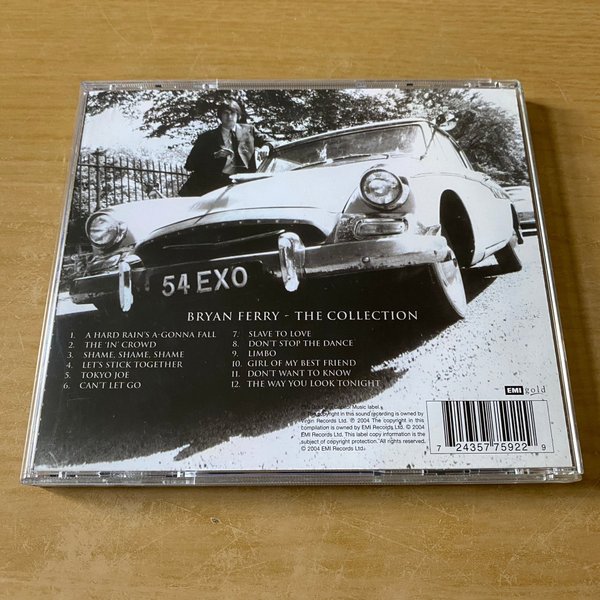 54 EXO
BRYAN FERRY - THE COLLECTION
1. A HARD RAIN'S A-GONNA FALL
2. THE 'IN' CROWD
3. SHAME, SHAME, SHAME
4. LET'S STICK TOGETHER
5. TOKYO JOE
6. CAN'T LET GO
7. SLAVE TO LOVE
8. DON'T STOP THE DANCE
9. LIMBO
10. GIRL OF MY BEST FRIEND
11. DON'T WANT TO KNOW
12. THE WAY YOU LOOK TONIGHT
EMI gold
Capitol Music label
The copyright in this sound recording is owned by
Virgin Records Ltd. ℗ 2004 The copyright in this
compilation is owned by EMI Records Ltd. © 2004
EMI Records Ltd. This label copy information is the
subject of copyright protection. All rights reserved.
© 2004 EMI Records Ltd.
7 24357 75922 9